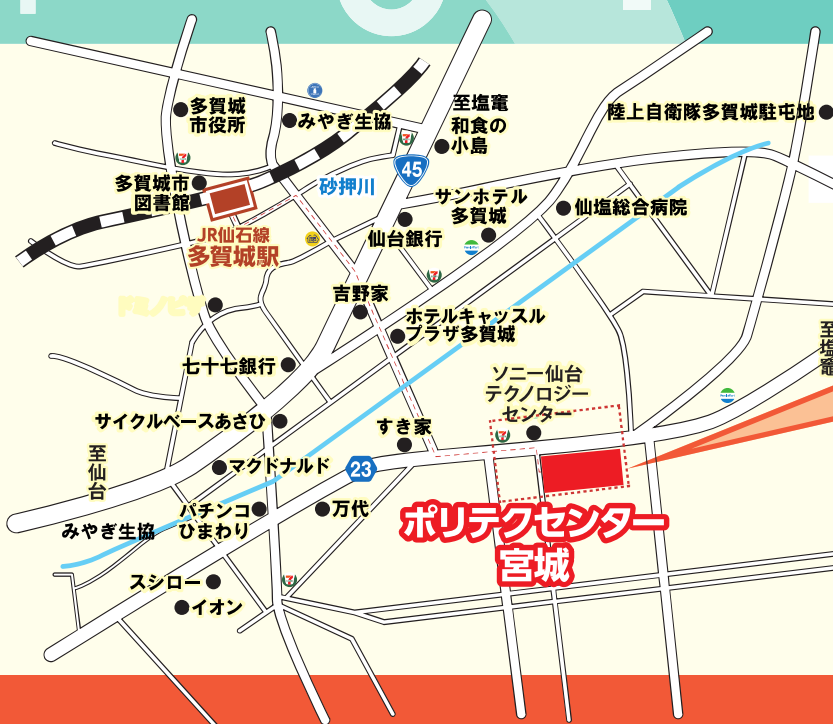 多賀城
市役所
みやぎ生協
至塩竈
和食の
小島
陸上自衛隊多賀城駐屯地
45
砂押川
多賀城市
図書館
サンホテル
多賀城
仙塩総合病院
JR仙石線
多賀城駅
仙台銀行
吉野家
ドミノピザ
ホテルキャッスル
プラザ多賀城
至塩竈
七十七銀行
ソニー仙台
テクノロジー
センター
サイクルベースあさひ
すき家
至仙台
マクドナルド
23
パチンコ
ひまわり
万代
みやぎ生協
ポリテクセンター
宮城
スシロー
イオン